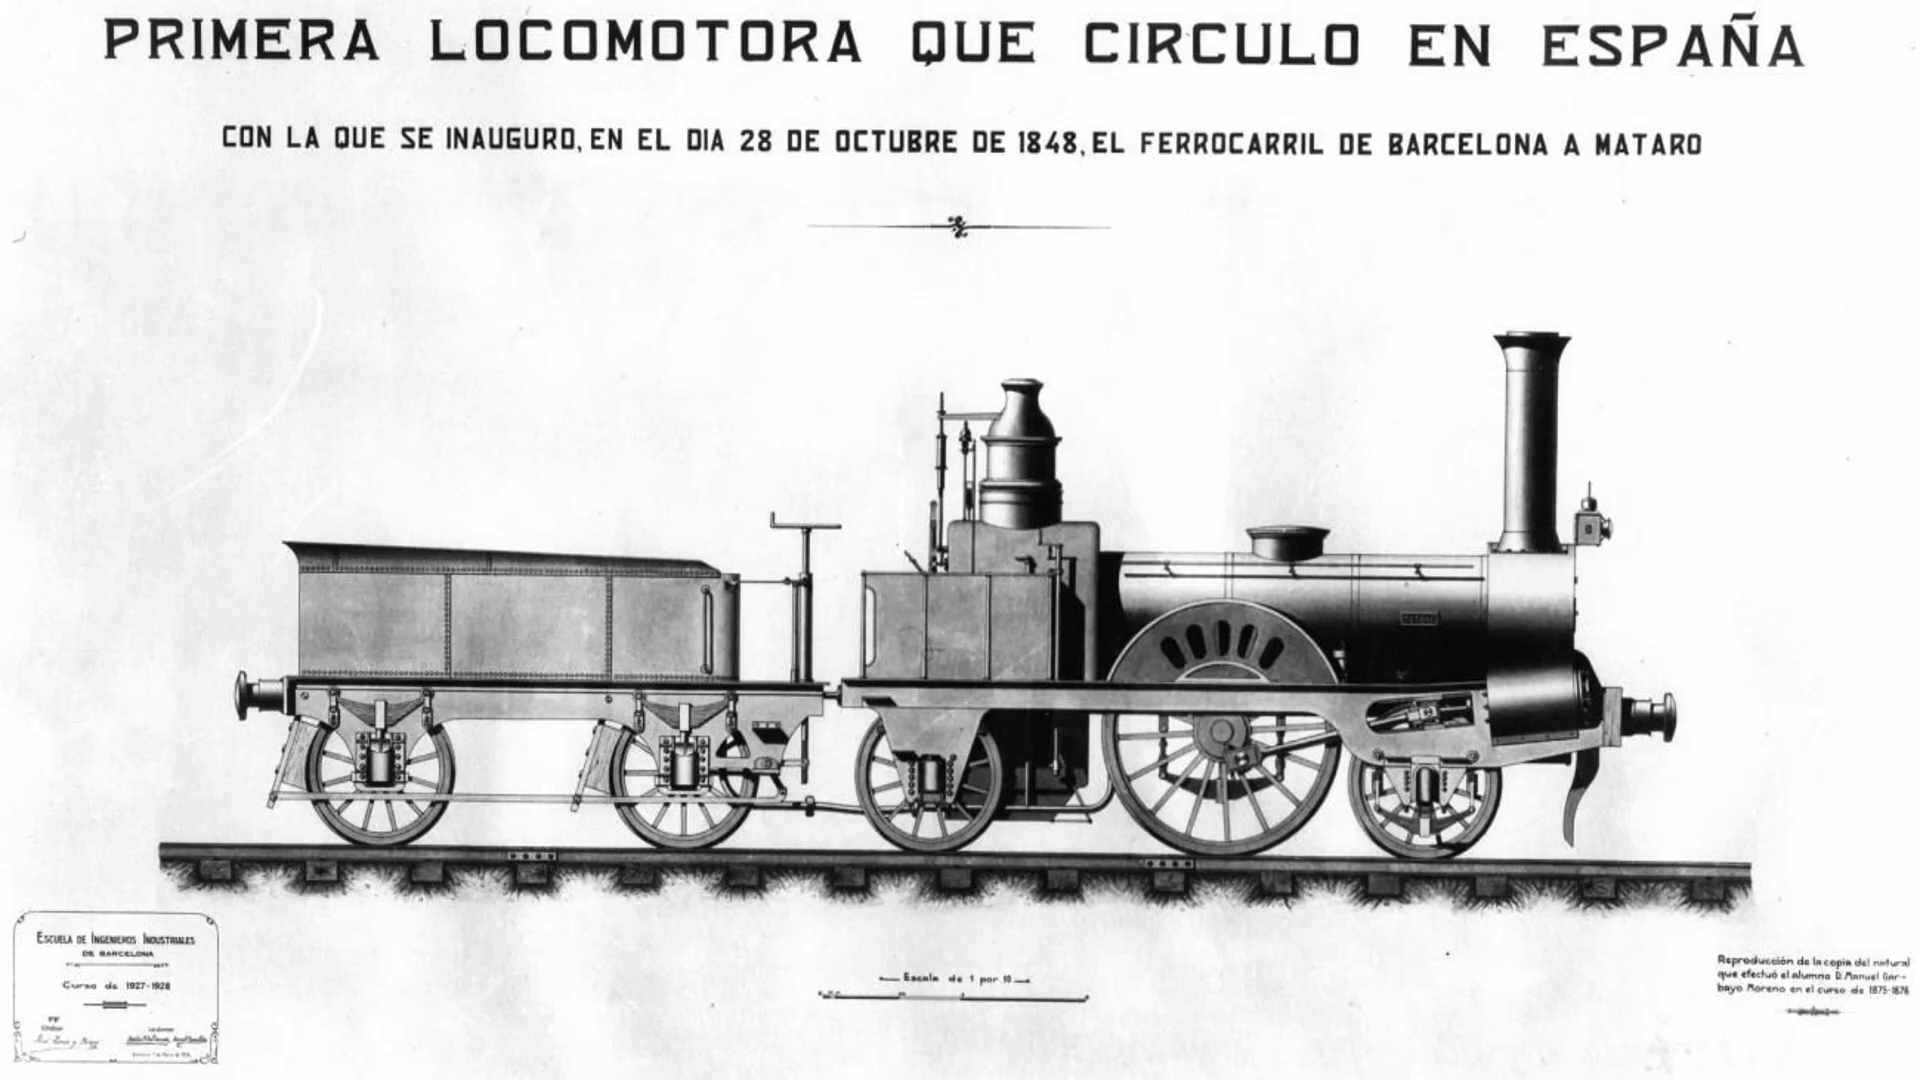 PRIMERA LOCOMOTORA QUE CIRCULO EN ESPAÑA
CON LA QUE SE INAUGURO, EN EL DIA 28 DE OCTUBRE DE 1848, EL FERROCARRIL DE BARCELONA A MATARO
ESCUELA DE INGENIEROS INDUSTRIALES
DE BARCELONA
Curso de 1927-1928
Escala de 1 por 10
Reproducción de la copia del natural
que efectuó el alumno D. Manuel Gar-
bayo Moreno en el curso de 1875-1876